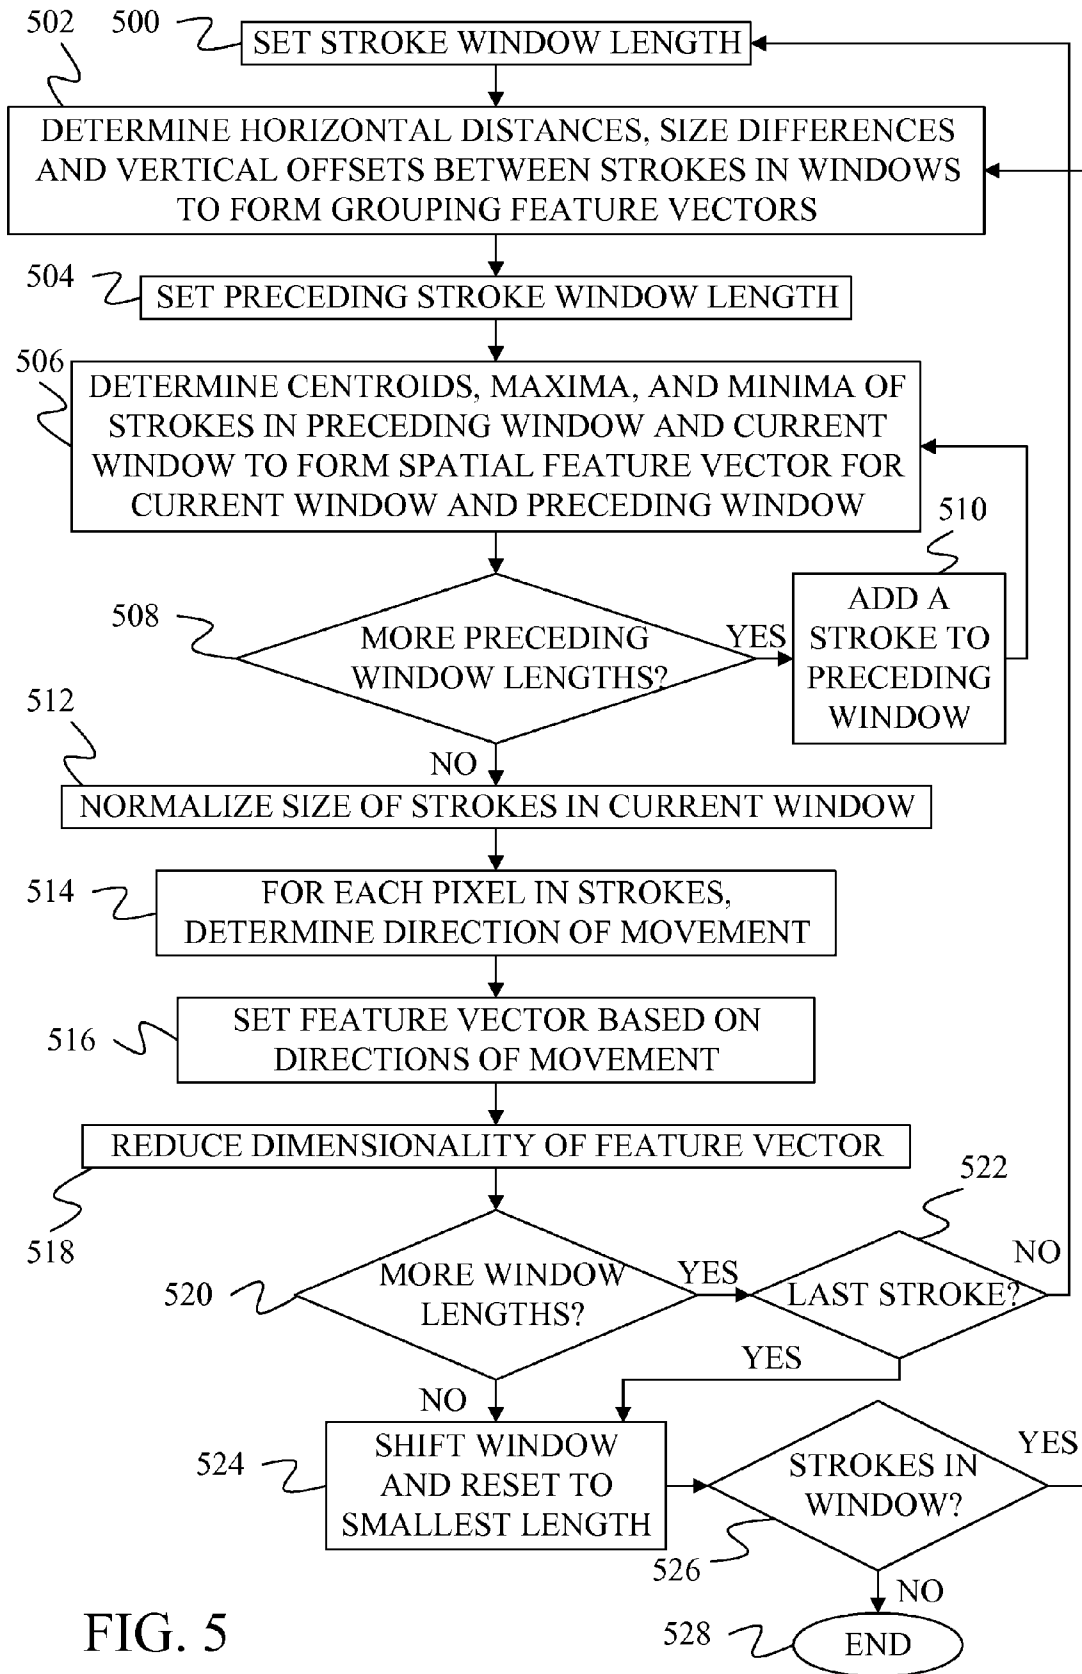 500
SET STROKE WINDOW LENGTH
502
DETERMINE HORIZONTAL DISTANCES, SIZE DIFFERENCES
AND VERTICAL OFFSETS BETWEEN STROKES IN WINDOWS
TO FORM GROUPING FEATURE VECTORS
504
SET PRECEDING STROKE WINDOW LENGTH
506
DETERMINE CENTROIDS, MAXIMA, AND MINIMA OF
STROKES IN PRECEDING WINDOW AND CURRENT
WINDOW TO FORM SPATIAL FEATURE VECTOR FOR
CURRENT WINDOW AND PRECEDING WINDOW
508
MORE PRECEDING
WINDOW LENGTHS?
YES
510
ADD A
STROKE TO
PRECEDING
WINDOW
NO
512
NORMALIZE SIZE OF STROKES IN CURRENT WINDOW
514
FOR EACH PIXEL IN STROKES,
DETERMINE DIRECTION OF MOVEMENT
516
SET FEATURE VECTOR BASED ON
DIRECTIONS OF MOVEMENT
518
REDUCE DIMENSIONALITY OF FEATURE VECTOR
520
MORE WINDOW
LENGTHS?
YES
522
LAST STROKE?
NO
YES
NO
524
SHIFT WINDOW
AND RESET TO
SMALLEST LENGTH
526
STROKES IN
WINDOW?
YES
NO
528
END
FIG. 5